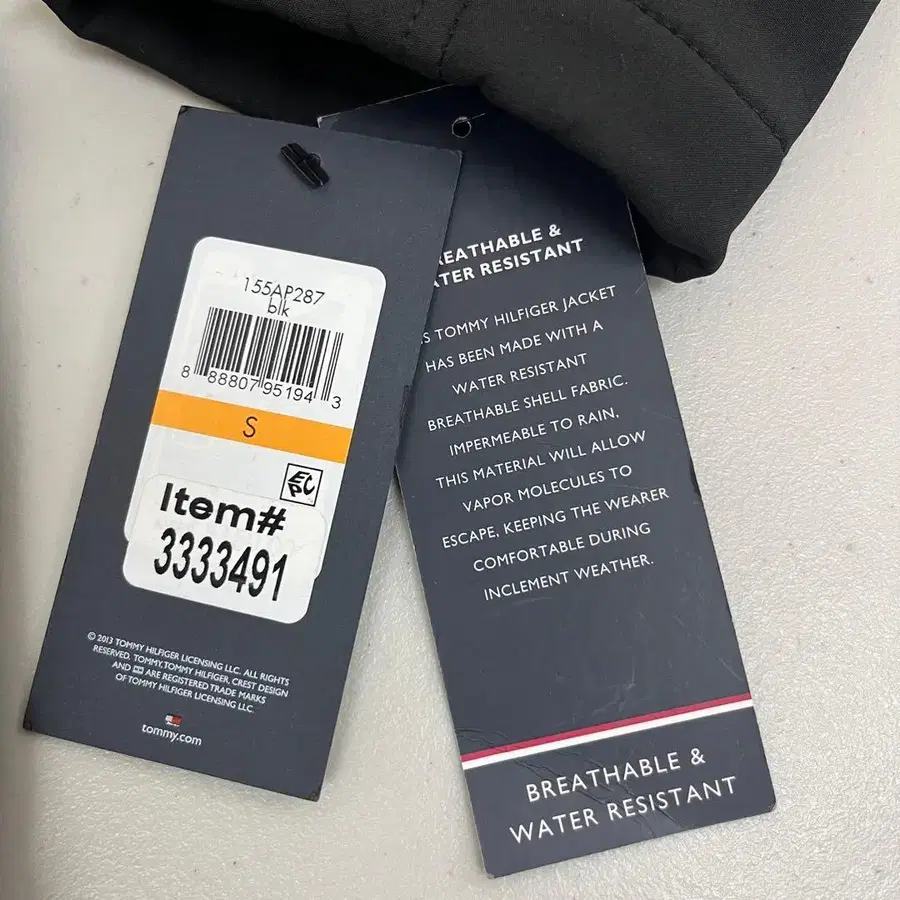 155AP287
blk
8 88807 95194 3
S
EPC
Item#
3333491
© 2013 TOMMY HILFIGER LICENSING LLC. ALL RIGHTS
RESERVED. TOMMY, TOMMY HILFIGER, CREST DESIGN
AND ARE REGISTERED TRADE MARKS
OF TOMMY HILFIGER LICENSING LLC.
tommy.com
REATHABLE &
TER RESISTANT
S TOMMY HILFIGER JACKET
HAS BEEN MADE WITH A
WATER RESISTANT
BREATHABLE SHELL FABRIC.
IMPERMEABLE TO RAIN,
THIS MATERIAL WILL ALLOW
VAPOR MOLECULES TO
ESCAPE, KEEPING THE WEARER
COMFORTABLE DURING
INCLEMENT WEATHER.
BREATHABLE &
WATER RESISTANT